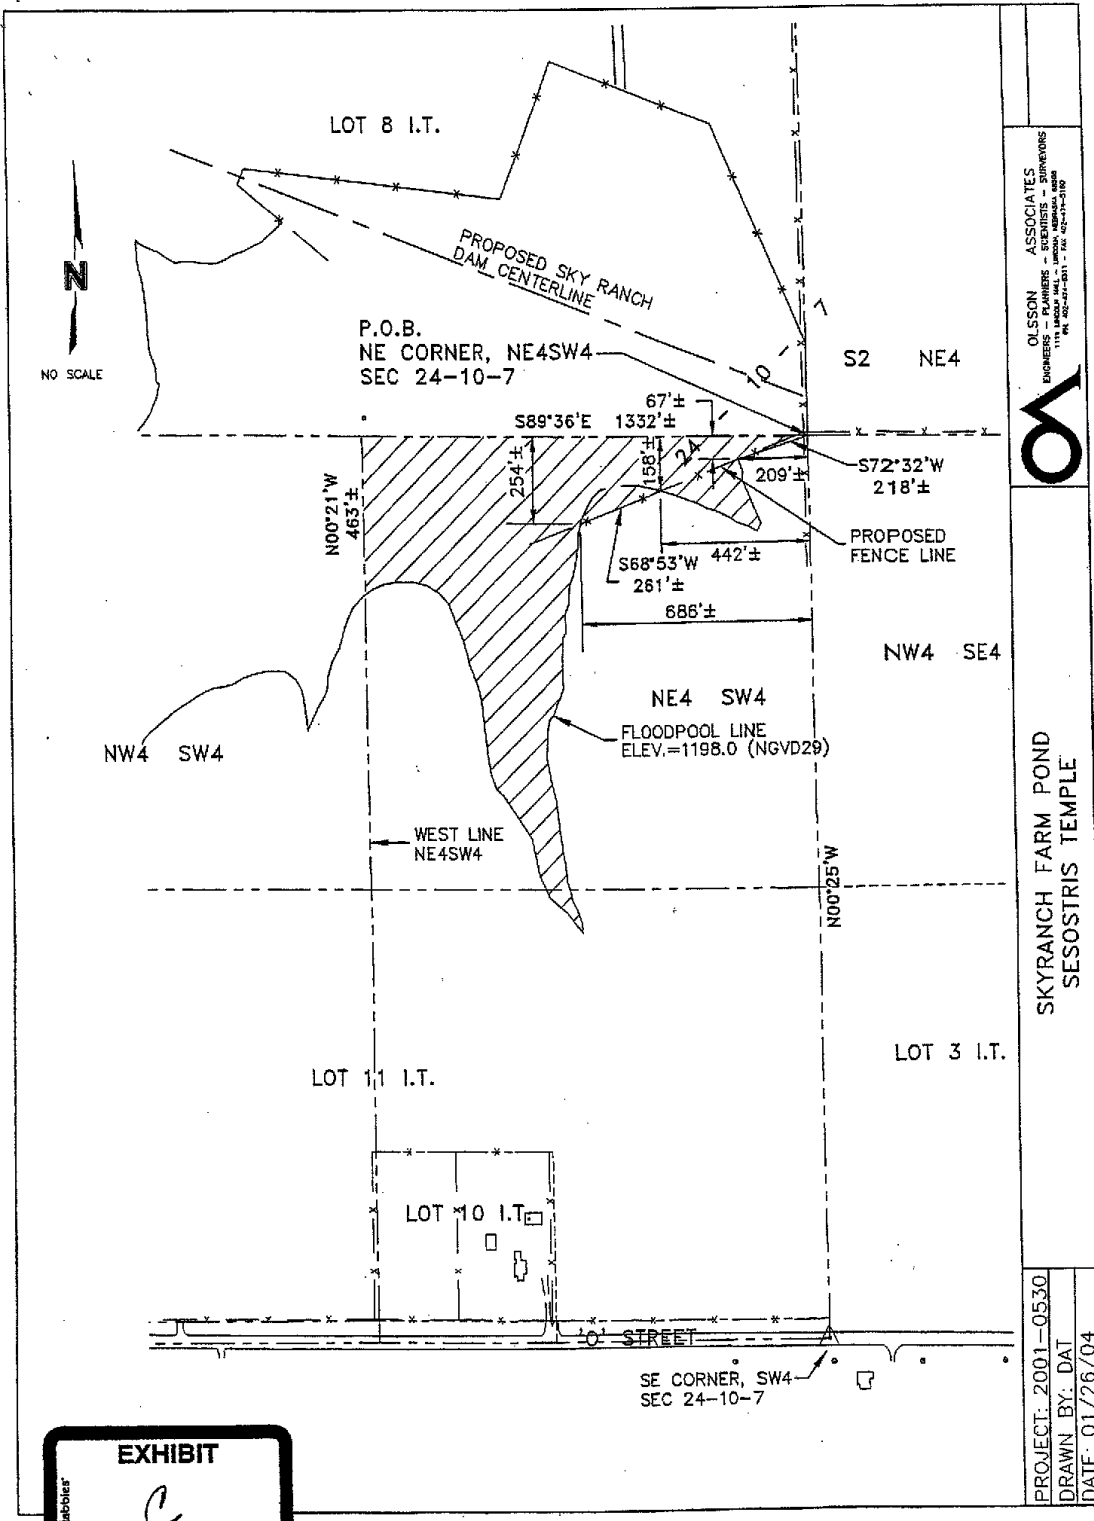 LOT 8 I.T.
N
NO SCALE
PROPOSED SKY RANCH
DAM CENTERLINE
P.O.B.
NE CORNER, NE4SW4
SEC 24-10-7
24 - 10 - 7
S2 NE4
67'±
S89°36'E 1332'±
254'±
158'±
209'±
S72°32'W
218'±
N00°21'W
463'±
PROPOSED
FENCE LINE
S68°53'W
261'±
442'±
686'±
NW4 SE4
NE4 SW4
FLOODPOOL LINE
ELEV.=1198.0 (NGVD29)
NW4 SW4
WEST LINE
NE4SW4
N00°25'W
LOT 3 I.T.
LOT 11 I.T.
LOT 10 I.T.
'O' STREET
SE CORNER, SW4
SEC 24-10-7
EXHIBIT
C
OLSSON ASSOCIATES
ENGINEERS - PLANNERS - SCIENTISTS - SURVEYORS
SKYRANCH FARM POND
SESOSTRIS TEMPLE
PROJECT: 2001-0530
DRAWN BY: DAT
DATE: 01/26/04